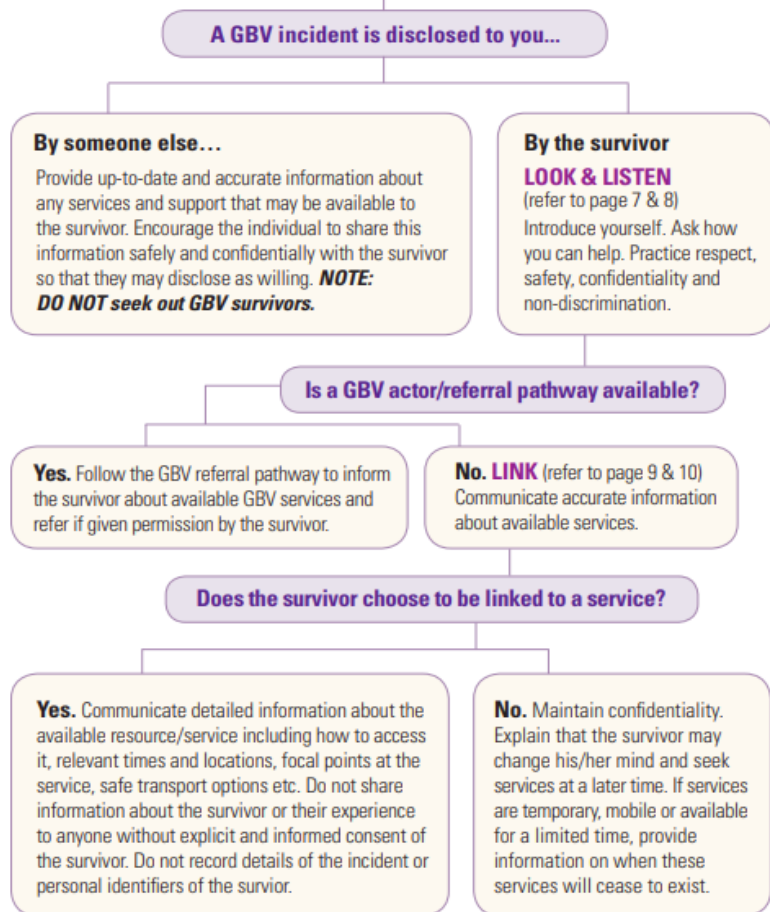 A GBV incident is disclosed to you...
By someone else…
Provide up-to-date and accurate information about
any services and support that may be available to
the survivor. Encourage the individual to share this
information safely and confidentially with the survivor
so that they may disclose as willing. NOTE:
DO NOT seek out GBV survivors.
By the survivor
LOOK & LISTEN
(refer to page 7 & 8)
Introduce yourself. Ask how
you can help. Practice respect,
safety, confidentiality and
non-discrimination.
Is a GBV actor/referral pathway available?
Yes. Follow the GBV referral pathway to inform
the survivor about available GBV services and
refer if given permission by the survivor.
No. LINK (refer to page 9 & 10)
Communicate accurate information
about available services.
Does the survivor choose to be linked to a service?
Yes. Communicate detailed information about the
available resource/service including how to access
it, relevant times and locations, focal points at the
service, safe transport options etc. Do not share
information about the survivor or their experience
to anyone without explicit and informed consent of
the survivor. Do not record details of the incident or
personal identifiers of the survior.
No. Maintain confidentiality.
Explain that the survivor may
change his/her mind and seek
services at a later time. If services
are temporary, mobile or available
for a limited time, provide
information on when these
services will cease to exist.